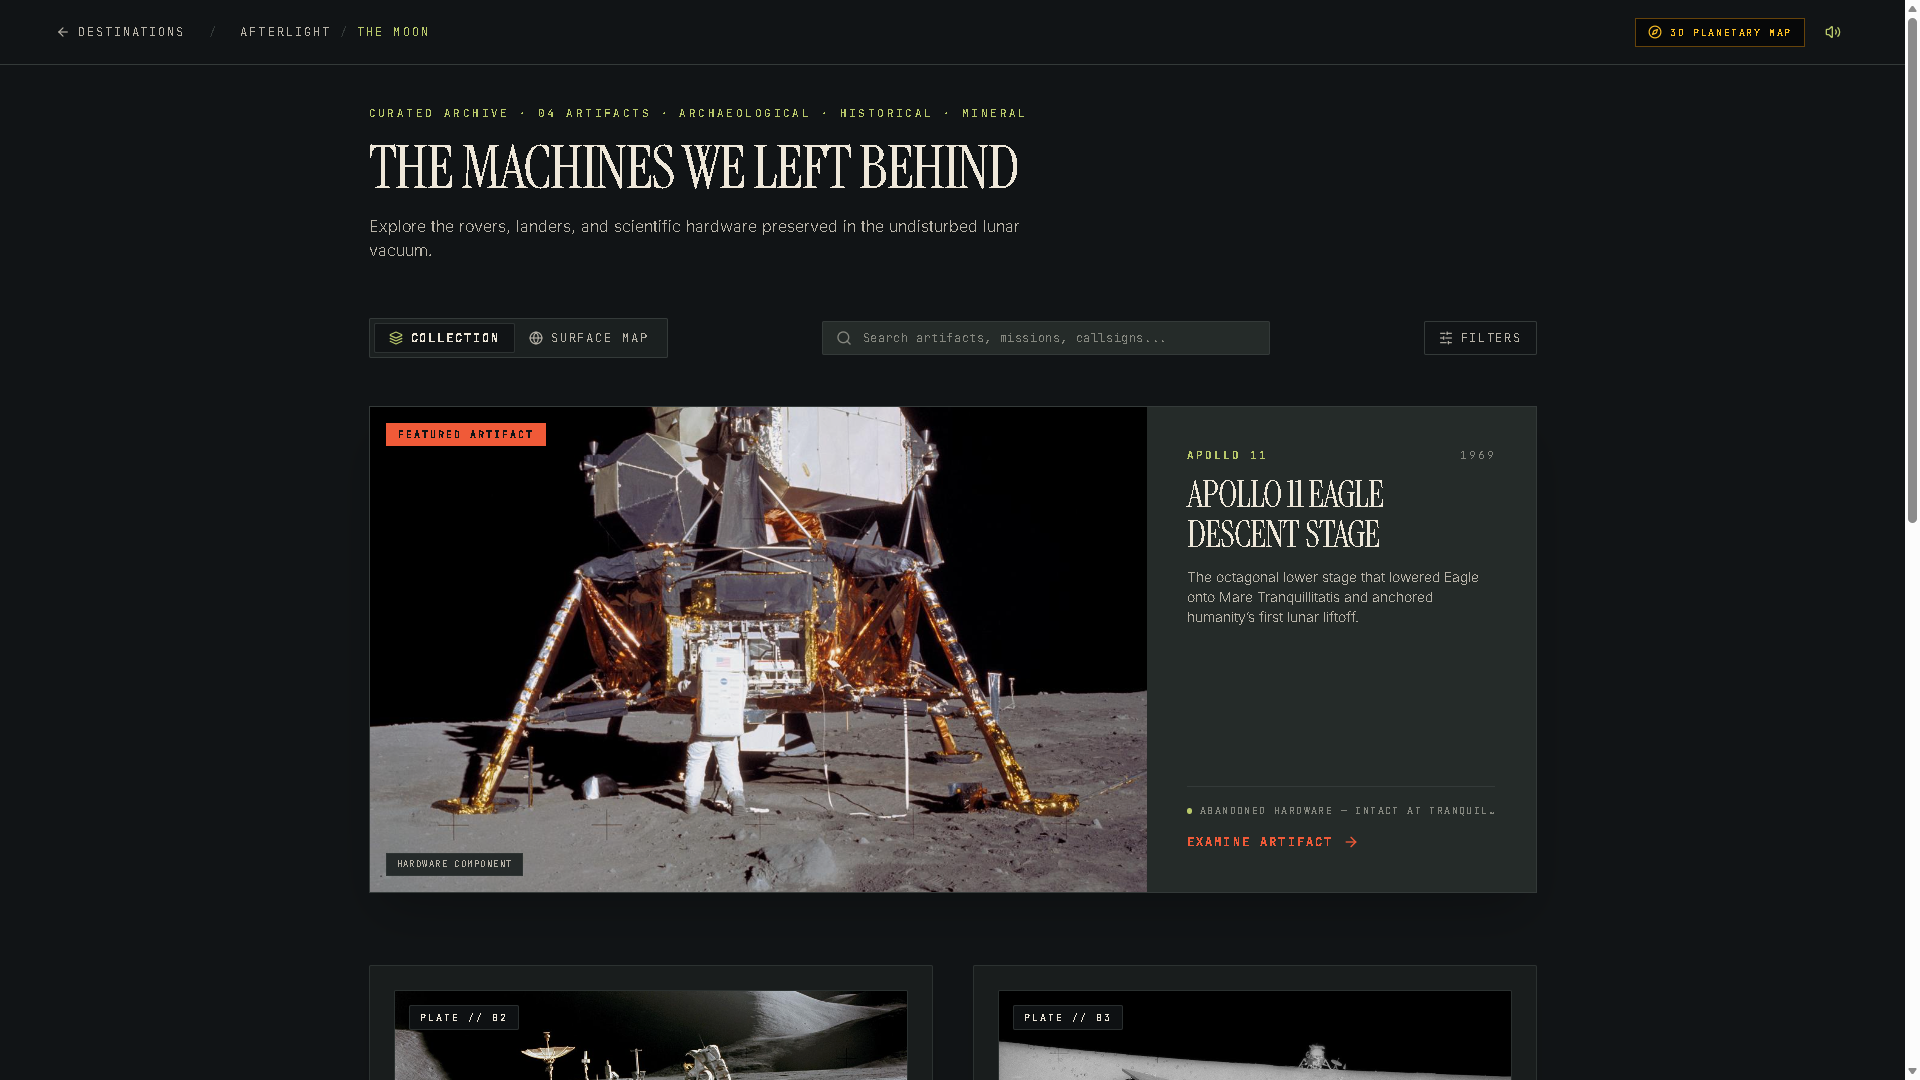 DESTINATIONS / AFTERLIGHT / THE MOON
3D PLANETARY MAP
CURATED ARCHIVE · 04 ARTIFACTS · ARCHAEOLOGICAL · HISTORICAL · MINERAL
THE MACHINES WE LEFT BEHIND
Explore the rovers, landers, and scientific hardware preserved in the undisturbed lunar
vacuum.
COLLECTION
SURFACE MAP
Search artifacts, missions, callsigns...
FILTERS
FEATURED ARTIFACT
HARDWARE COMPONENT
APOLLO 11
1969
APOLLO 11 EAGLE
DESCENT STAGE
The octagonal lower stage that lowered Eagle
onto Mare Tranquillitatis and anchored
humanity’s first lunar liftoff.
ABANDONED HARDWARE — INTACT AT TRANQUIL…
EXAMINE ARTIFACT
PLATE // 02
PLATE // 03